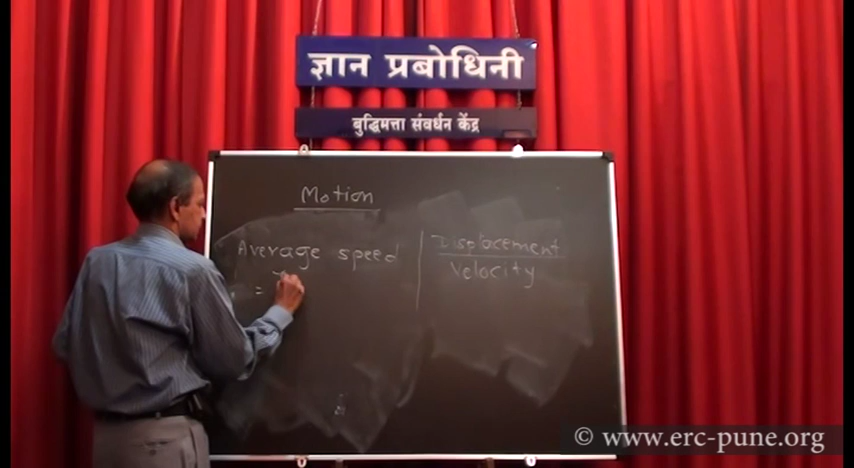 ज्ञान प्रबोधिनी
बुद्धिमत्ता संवर्धन केंद्र
Motion
Average speed
=
Displacement
Velocity
© www.erc-pune.org